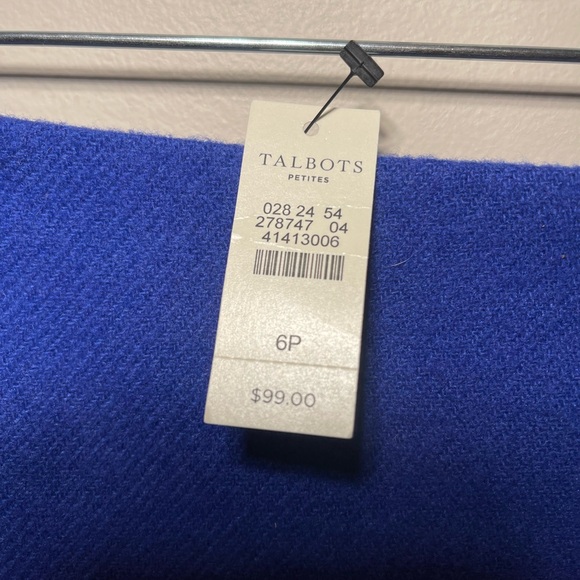 TALBOTS
PETITES
028 24 54
278747 04
41413006
6P
$99.00